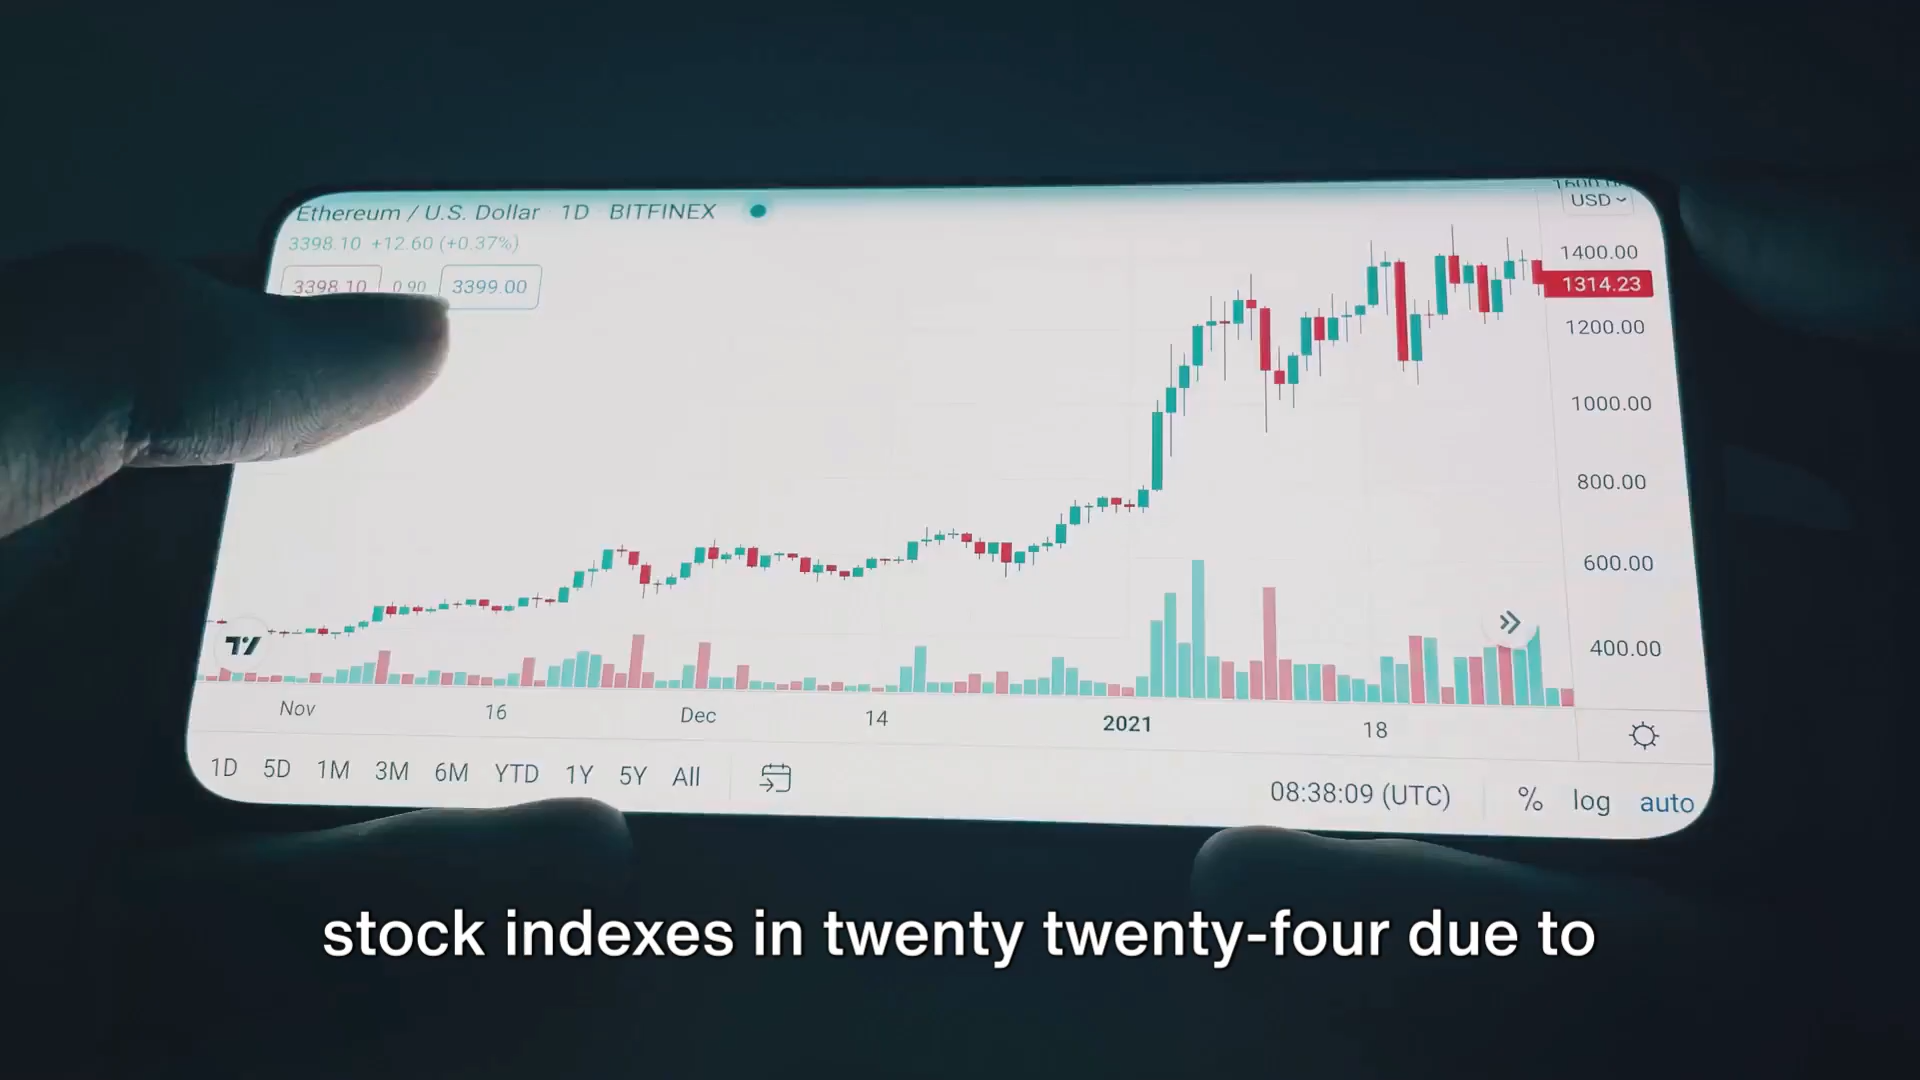 Ethereum / U.S. Dollar 1D BITFINEX
3398.10 +12.60 (+0.37%)
3398.10 0.90 3399.00
USD
1400.00
1314.23
1200.00
1000.00
800.00
600.00
400.00
Nov 16 Dec 14 2021 18
1D 5D 1M 3M 6M YTD 1Y 5Y All
08:38:09 (UTC) % log auto
stock indexes in twenty twenty-four due to